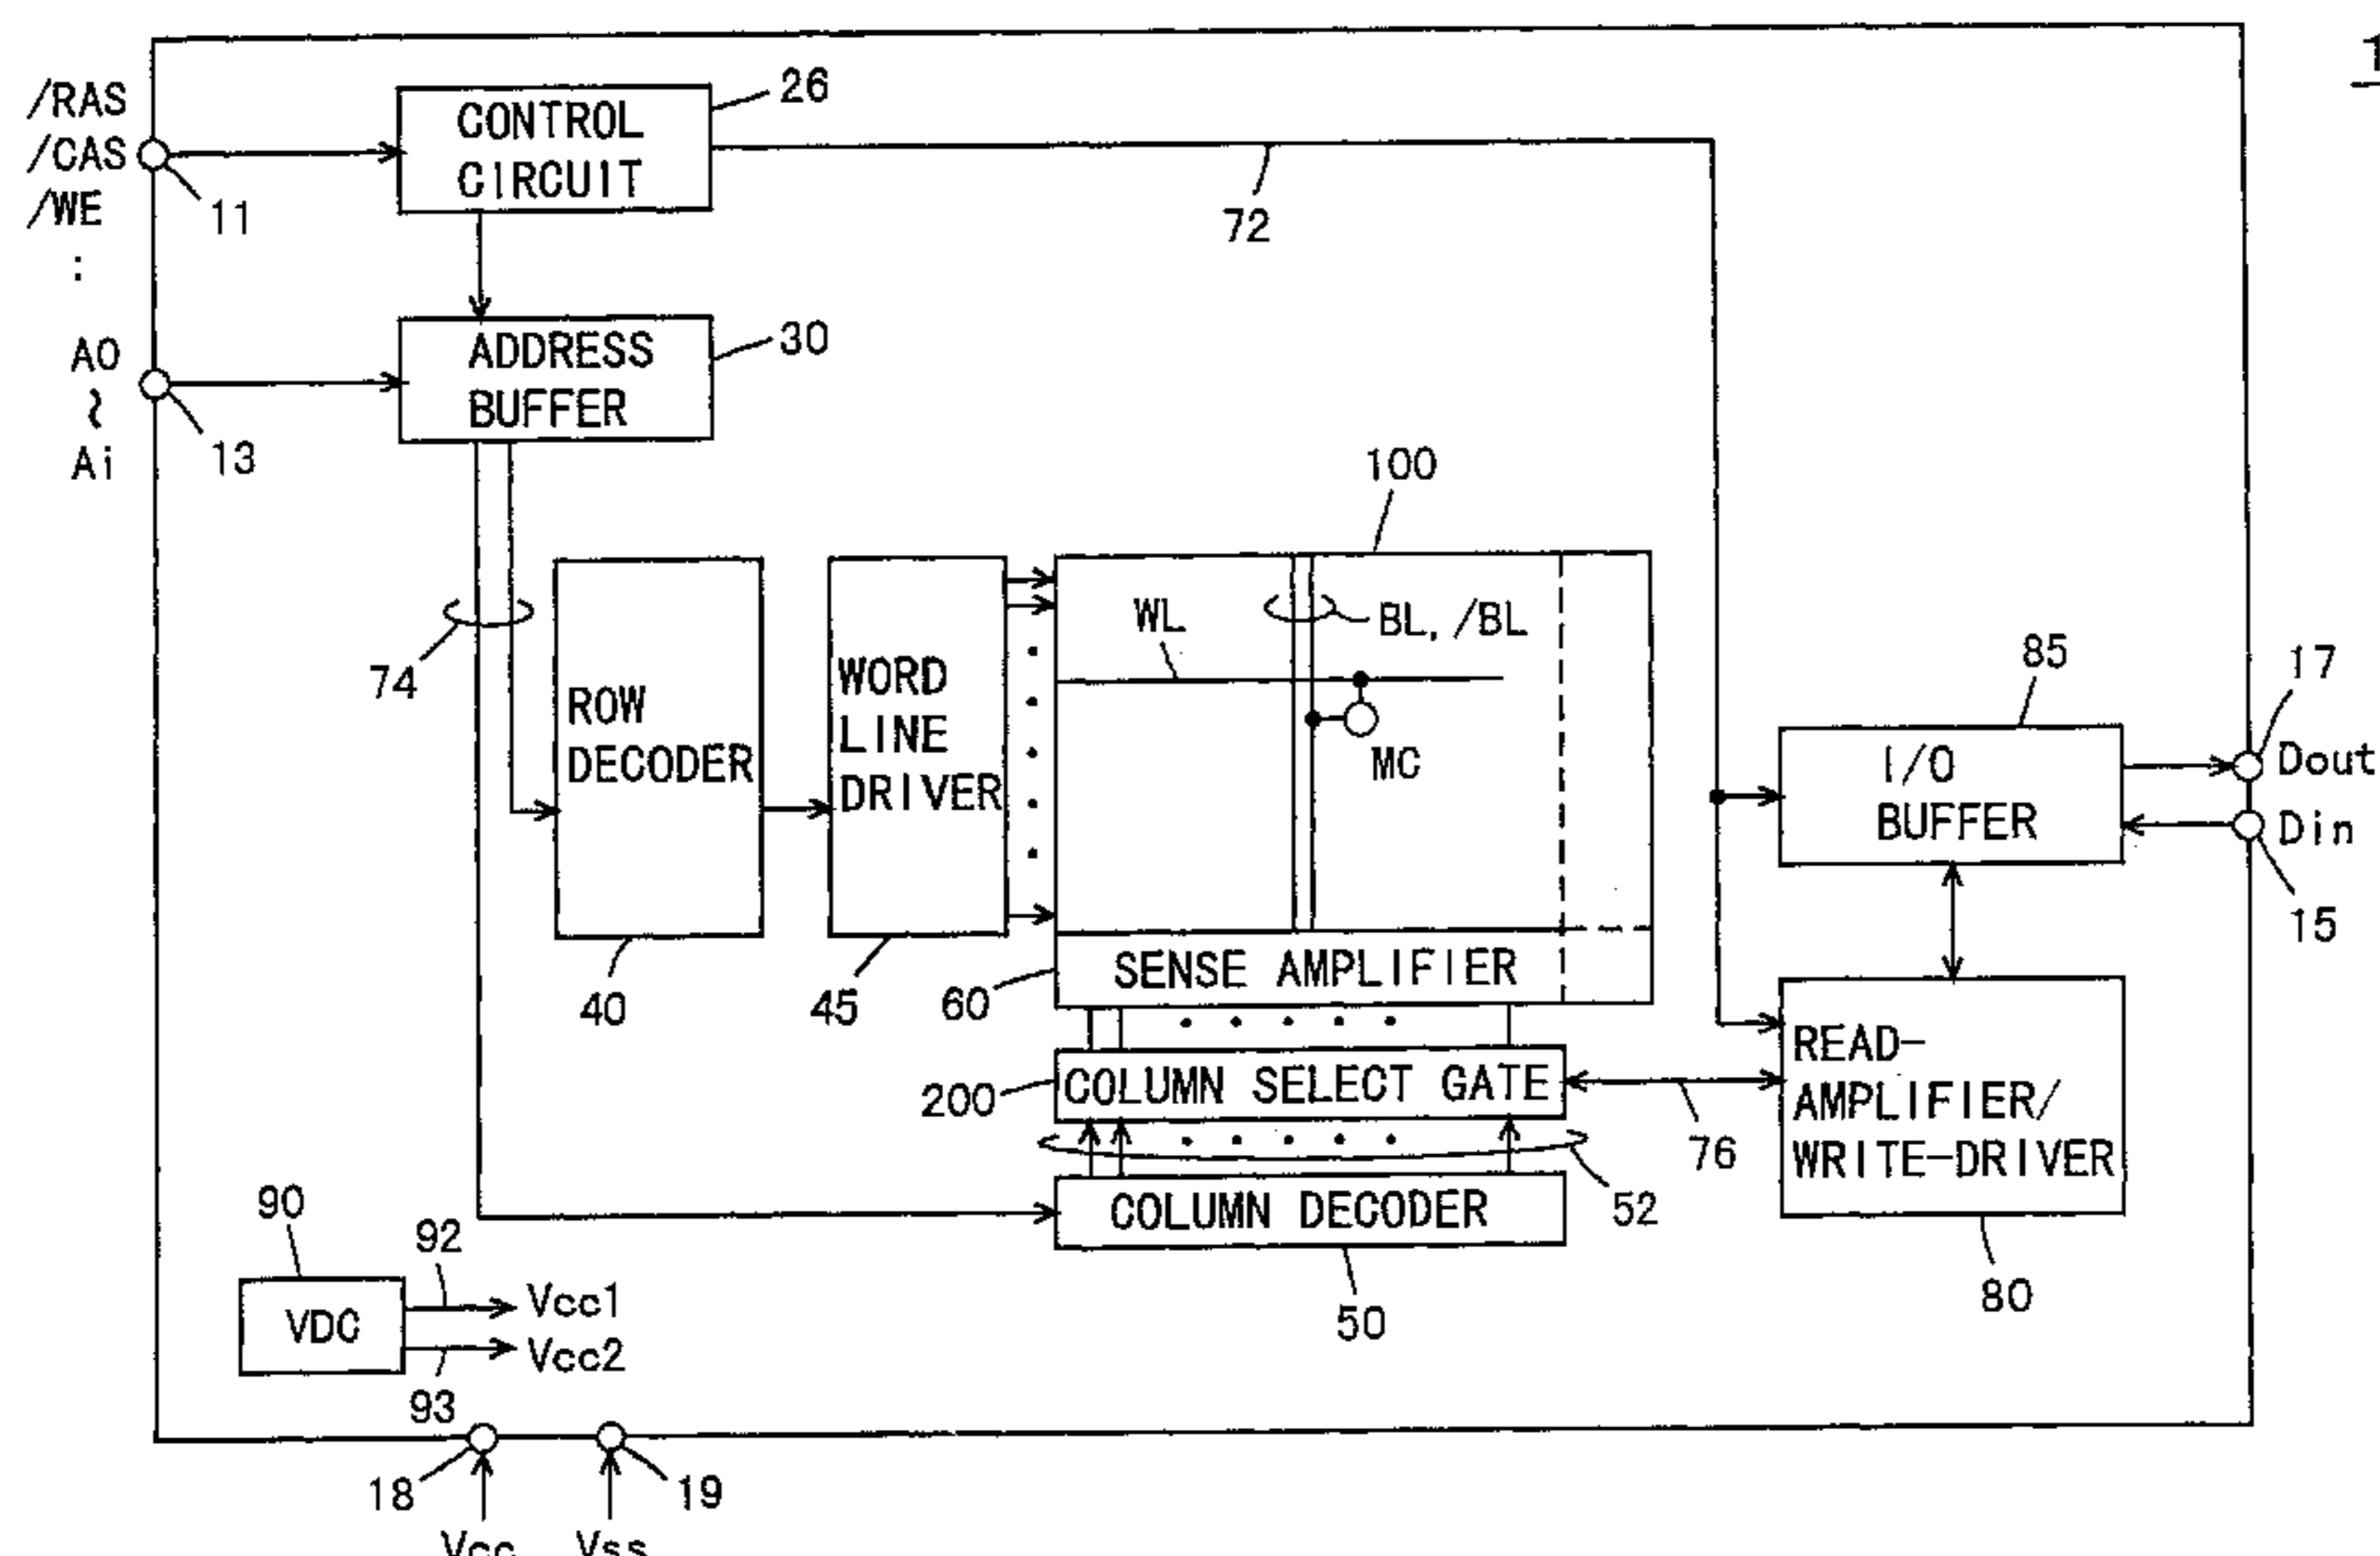 1
/RAS
/CAS
/WE
:
11
CONTROL
CIRCUIT
26
72
A0
~
Ai
13
ADDRESS
BUFFER
30
74
ROW
DECODER
40
WORD
LINE
DRIVER
45
100
WL
BL, /BL
MC
SENSE AMPLIFIER
60
COLUMN SELECT GATE
200
52
COLUMN DECODER
50
76
I/O
BUFFER
85
17
Dout
Din
15
READ-
AMPLIFIER/
WRITE-DRIVER
80
90
VDC
92
Vcc1
Vcc2
93
18
19
Vcc
Vss